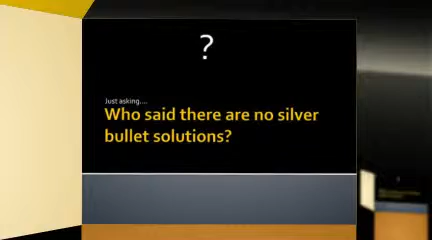 ?
Just asking....
Who said there are no silver
bullet solutions?